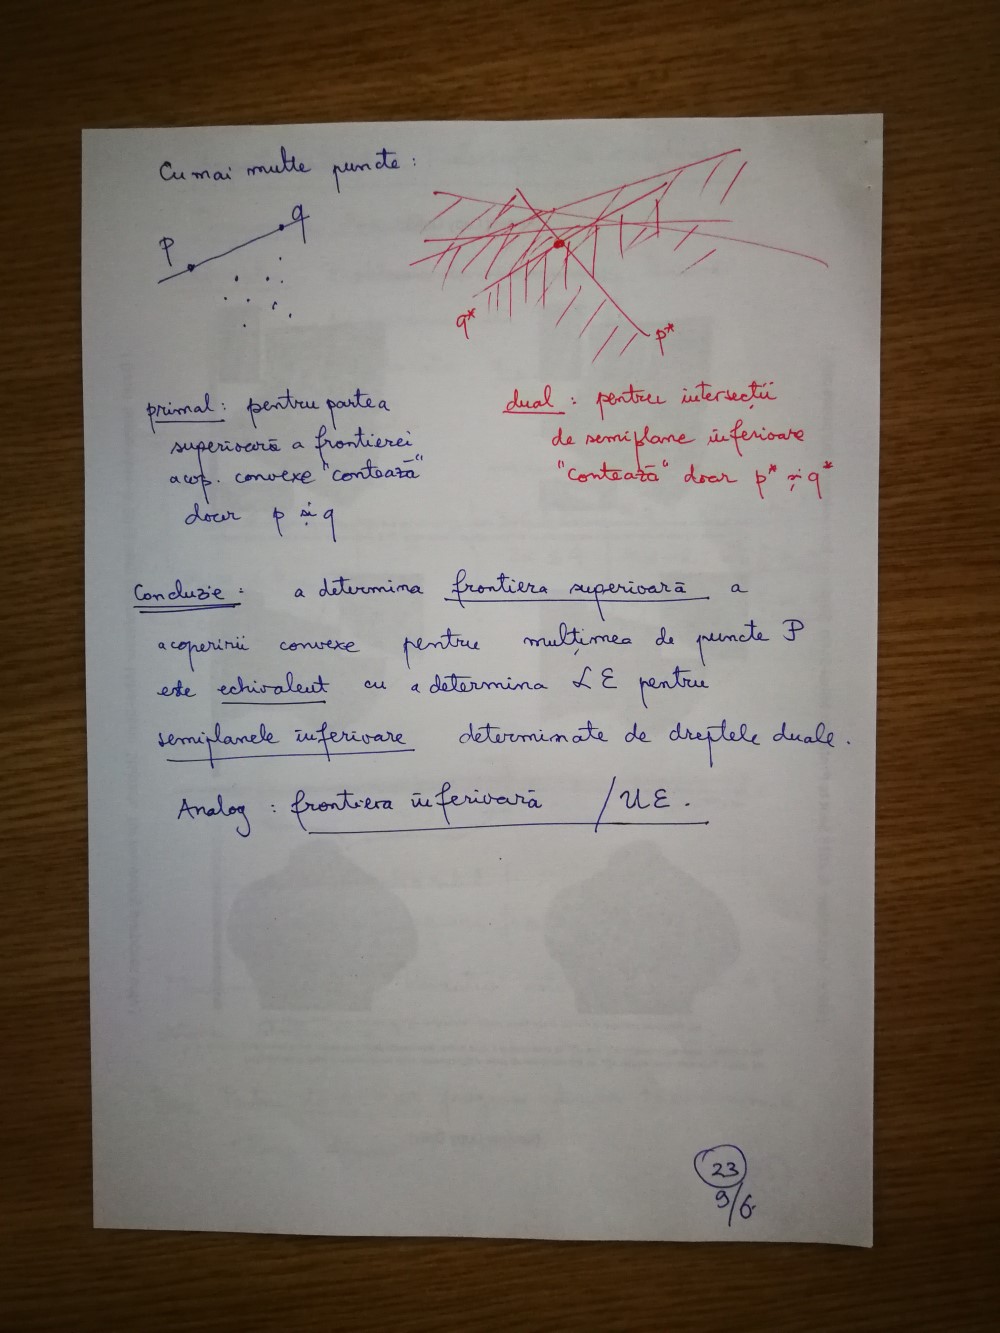 Cu mai multe puncte :
p
q
q*
p*
primal : pentru partea
superioară a frontierei
acop. convexe "contează"
doar p și q
dual : pentru intersecții
de semiplane inferioare
"contează" doar p* și q*
Concluzie : a determina frontiera superioară a
acoperirii convexe pentru mulțimea de puncte P
este echivalent cu a determina LE pentru
semiplanele inferioare determinate de dreptele duale.
Analog : frontiera inferioară / UE.
23
9/6